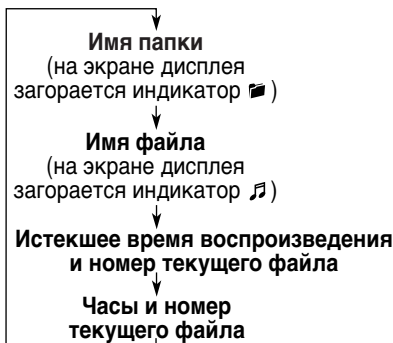 Имя папки
(на экране дисплея
загорается индикатор )
Имя файла
(на экране дисплея
загорается индикатор ♫)
Истекшее время воспроизведения
и номер текущего файла
Часы и номер
текущего файла